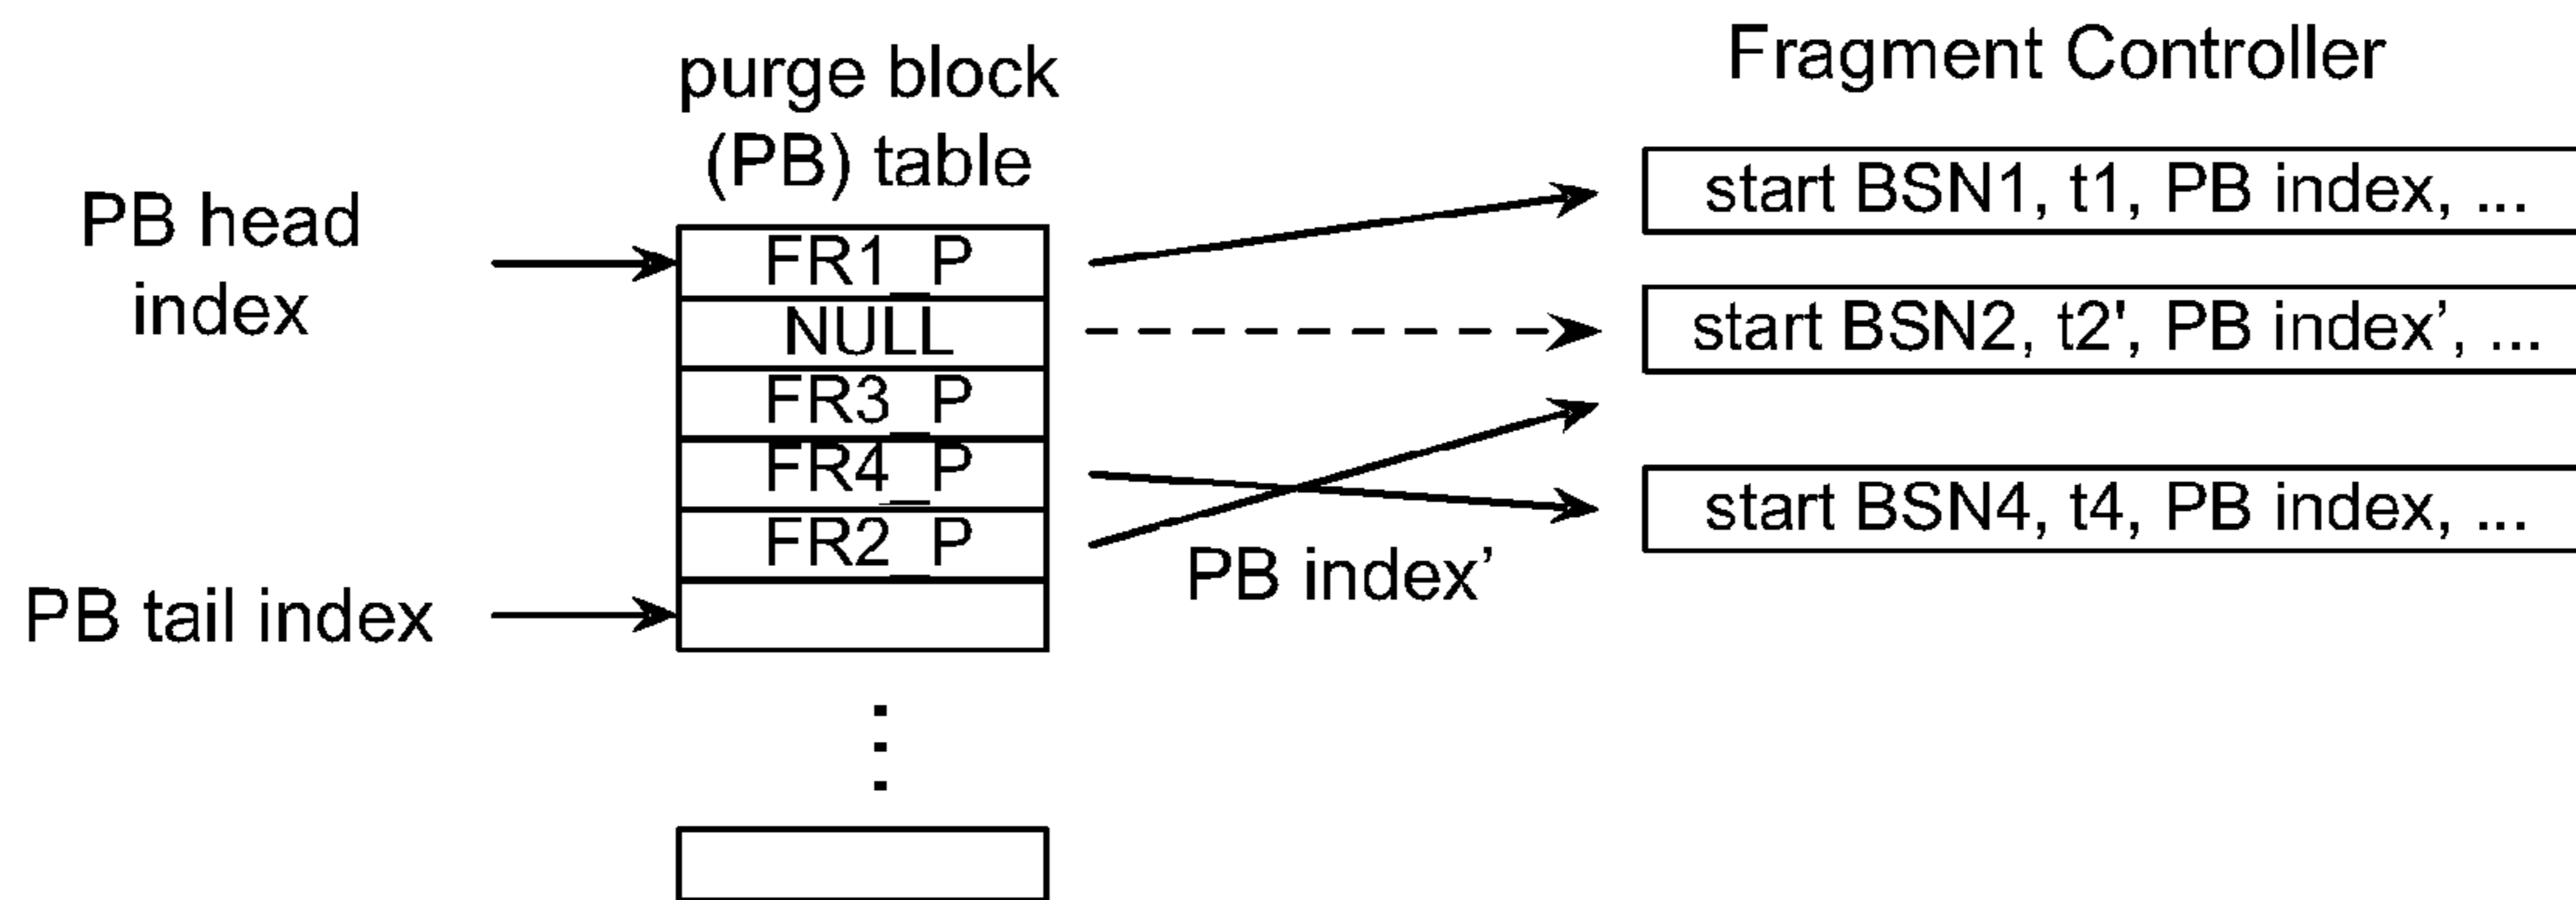 purge block
(PB) table
Fragment Controller
PB head
index
FR1_P
NULL
FR3_P
FR4_P
FR2_P
PB tail index
PB index’
start BSN1, t1, PB index, ...
start BSN2, t2', PB index’, ...
start BSN4, t4, PB index, ...